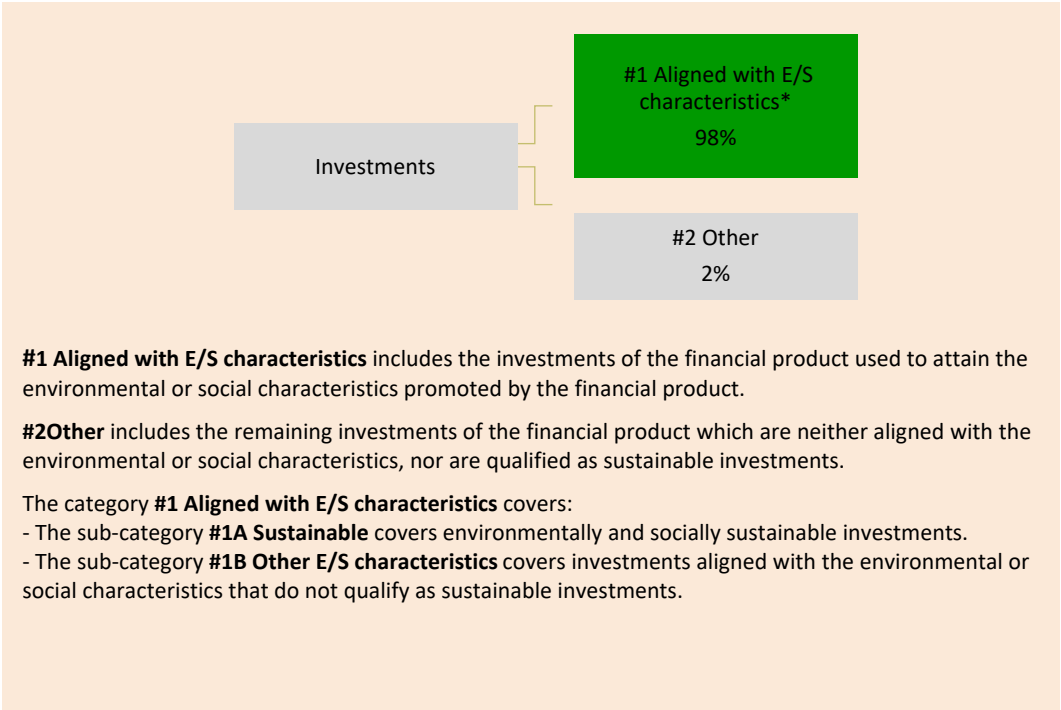 #1 Aligned with E/S
characteristics*
98%
Investments
#2 Other
2%
#1 Aligned with E/S characteristics includes the investments of the financial product used to attain the
environmental or social characteristics promoted by the financial product.
#2Other includes the remaining investments of the financial product which are neither aligned with the
environmental or social characteristics, nor are qualified as sustainable investments.
The category #1 Aligned with E/S characteristics covers:
- The sub-category #1A Sustainable covers environmentally and socially sustainable investments.
- The sub-category #1B Other E/S characteristics covers investments aligned with the environmental or
social characteristics that do not qualify as sustainable investments.